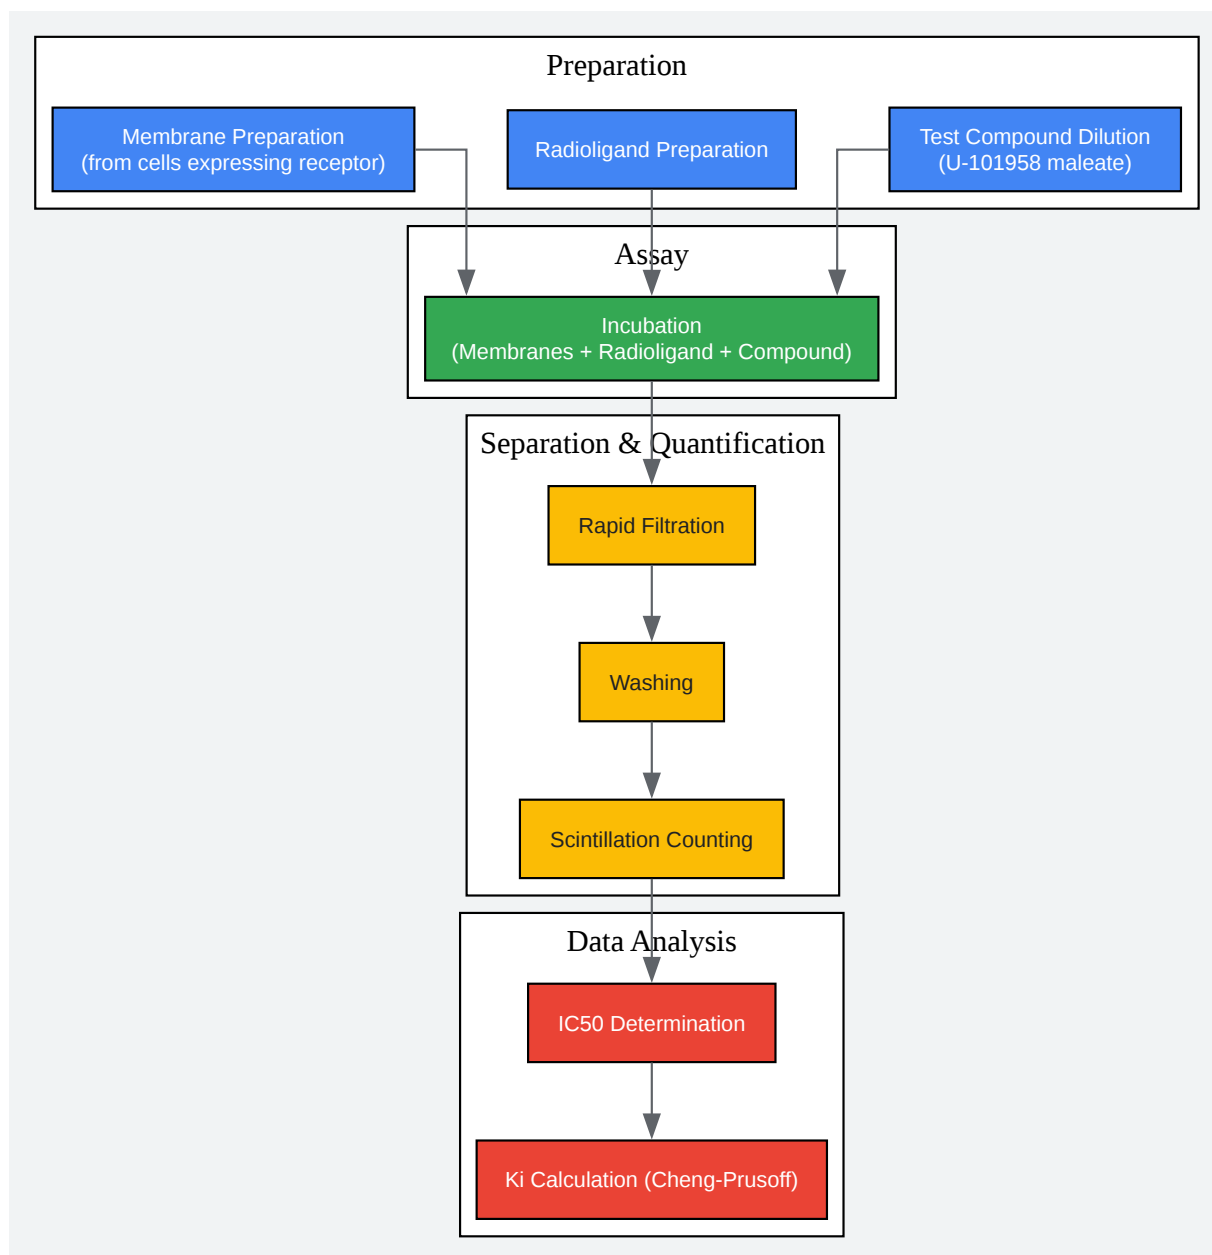 Preparation
Membrane Preparation
(from cells expressing receptor)
Radioligand Preparation
Test Compound Dilution
(U-101958 maleate)
Assay
Incubation
(Membranes + Radioligand + Compound)
Separation & Quantification
Rapid Filtration
Washing
Scintillation Counting
Data Analysis
IC50 Determination
Ki Calculation (Cheng-Prusoff)